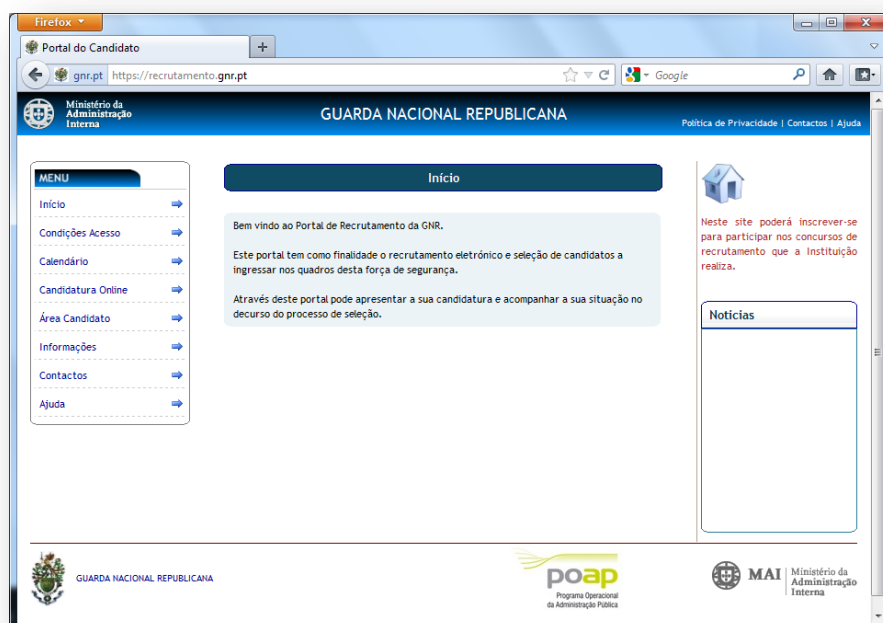 Firefox
Portal do Candidato
gnr.pt https://recrutamento.gnr.pt
Google
Ministério da
Administração
Interna
GUARDA NACIONAL REPUBLICANA
Política de Privacidade | Contactos | Ajuda
MENU
Início
Condições Acesso
Calendário
Candidatura Online
Área Candidato
Informações
Contactos
Ajuda
Início
Bem vindo ao Portal de Recrutamento da GNR.
Este portal tem como finalidade o recrutamento eletrónico e seleção de candidatos a
ingressar nos quadros desta força de segurança.
Através deste portal pode apresentar a sua candidatura e acompanhar a sua situação no
decurso do processo de seleção.
Neste site poderá inscrever-se
para participar nos concursos de
recrutamento que a Instituição
realiza.
Noticias
GUARDA NACIONAL REPUBLICANA
poap
Programa Operacional
da Administração Pública
MAI
Ministério da
Administração
Interna